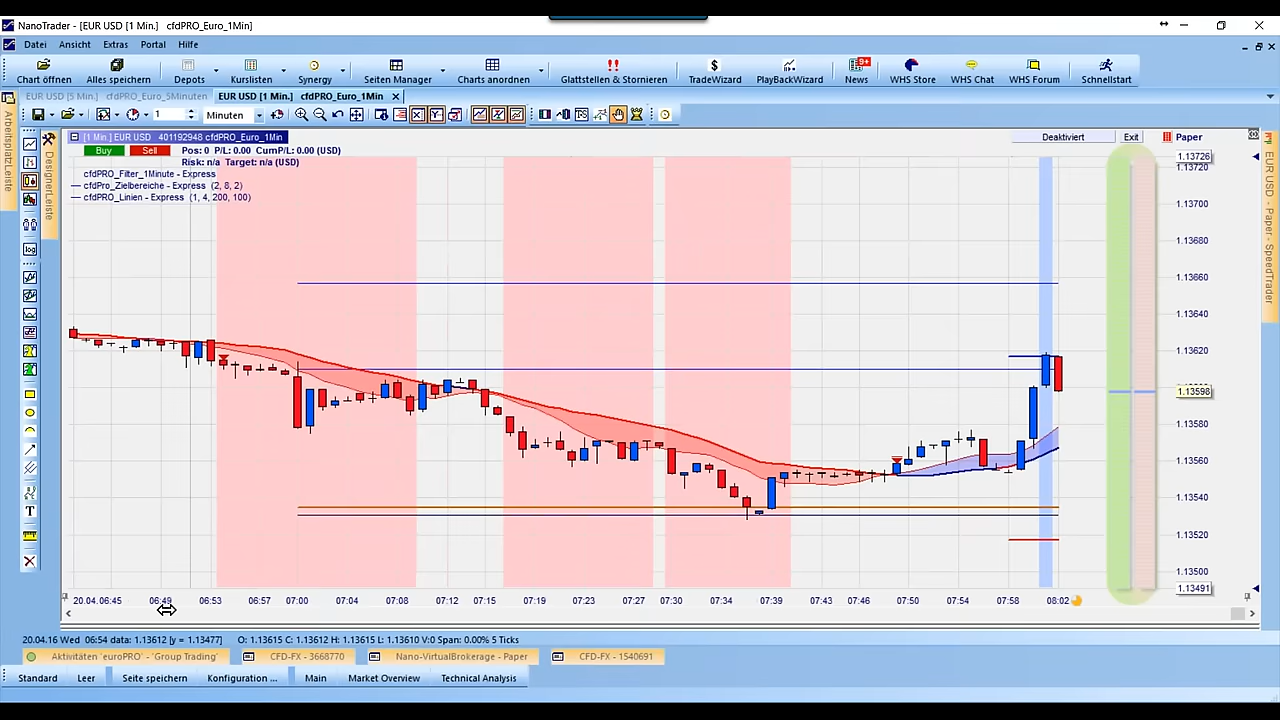 NanoTrader - [EUR USD [1 Min.]   cfdPRO_Euro_1Min]
Datei Ansicht Extras Portal Hilfe
Chart öffnen Alles speichern Depots Kurslisten Synergy Seiten Manager Charts anordnen Glattstellen & Stornieren TradeWizard PlayBackWizard News WHS Store WHS Chat WHS Forum Schnellstart
9+
EUR USD [5 Min.]   cfdPRO_Euro_5Minuten EUR USD [1 Min.]   cfdPRO_Euro_1Min
1 Minuten
ArbeitsplatzLeiste
DesignerLeiste
log
T
[1 Min.] EUR USD   401192948 cfdPRO_Euro_1Min
Deaktiviert Exit Paper
Buy Sell Pos: 0  P/L: 0.00  CumP/L: 0.00 (USD)
Risk: n/a  Target: n/a (USD)
cfdPRO_Filter_1Minute - Express
cfdPro_Zielbereiche - Express  (2, 8, 2)
cfdPRO_Linien - Express  (1, 4, 200, 100)
1.13726
1.13720
1.13700
1.13680
1.13660
1.13640
1.13620
1.13598
1.13580
1.13560
1.13540
1.13520
1.13500
1.13491
EUR USD - Paper - SpeedTrader
20.04.06:45 06:49 06:53 06:57 07:00 07:04 07:08 07:12 07:15 07:19 07:24 07:27 07:30 07:34 07:39 07:43 07:46 07:50 07:54 07:58 08:02
20.04.16 Wed  06:54 data: 1.13612 [y = 1.13477] O: 1.13615 C: 1.13612 H: 1.13615 L: 1.13610 V:0 Span: 0.00% 5 Ticks
Aktivitäten 'euroPRO' - 'Group Trading' CFD-FX - 3668770 Nano-VirtualBrokerage - Paper CFD-FX - 1540691
Standard Leer Seite speichern Konfiguration ... Main Market Overview Technical Analysis